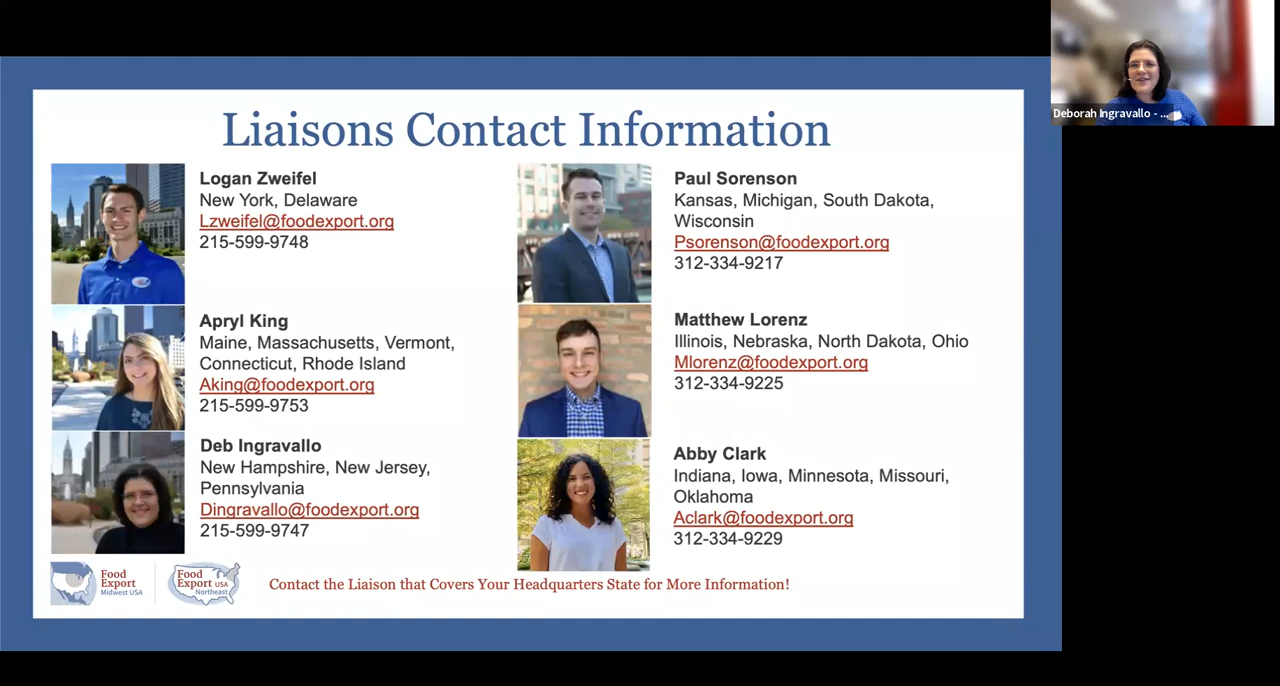 Liaisons Contact Information
Logan Zweifel
New York, Delaware
Lzweifel@foodexport.org
215-599-9748
Apryl King
Maine, Massachusetts, Vermont,
Connecticut, Rhode Island
Aking@foodexport.org
215-599-9753
Deb Ingravallo
New Hampshire, New Jersey,
Pennsylvania
Dingravallo@foodexport.org
215-599-9747
Paul Sorenson
Kansas, Michigan, South Dakota,
Wisconsin
Psorenson@foodexport.org
312-334-9217
Matthew Lorenz
Illinois, Nebraska, North Dakota, Ohio
Mlorenz@foodexport.org
312-334-9225
Abby Clark
Indiana, Iowa, Minnesota, Missouri,
Oklahoma
Aclark@foodexport.org
312-334-9229
Food
Export
Midwest USA
Food
Export USA
Northeast
Contact the Liaison that Covers Your Headquarters State for More Information!
Deborah Ingravallo - ...